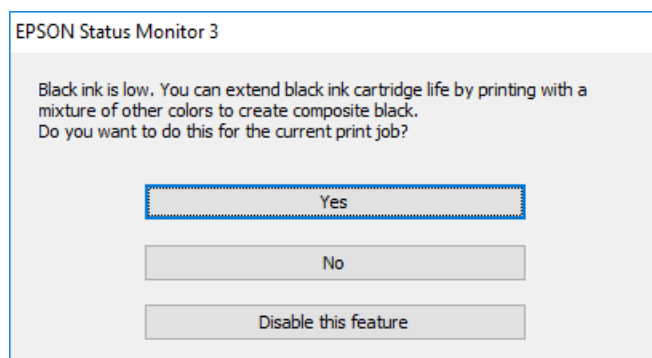 EPSON Status Monitor 3
Black ink is low. You can extend black ink cartridge life by printing with a
mixture of other colors to create composite black.
Do you want to do this for the current print job?
Yes
No
Disable this feature